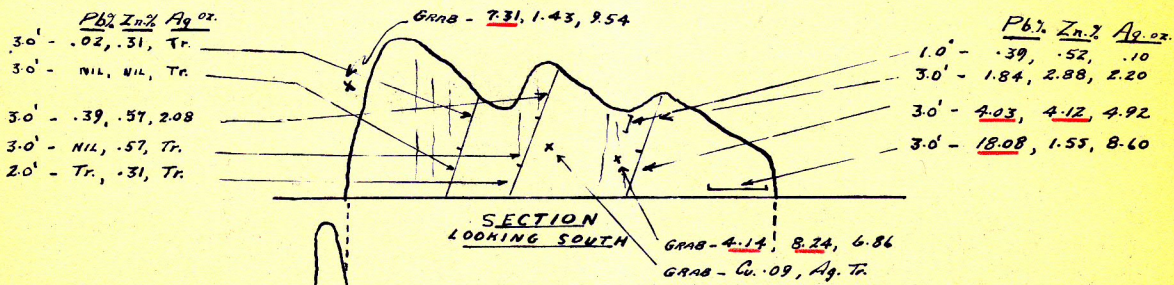 GRAB - 7.31, 1.43, 9.54
Pb% Zn.% Ag oz.
3.0' - .02, .31, Tr.
3.0' - NIL, NIL, Tr.
3.0' - .39, .57, 2.08
3.0' - NIL, .57, Tr.
2.0' - Tr., .31, Tr.
Pb% Zn.% Ag. oz.
1.0' - .39, .52, .10
3.0' - 1.84, 2.88, 2.20
3.0' - 4.03, 4.12, 4.92
3.0' - 18.08, 1.55, 8.60
SECTION
LOOKING SOUTH
GRAB - 4.14, 8.24, 6.86
GRAB - Cu. .09, Ag. Tr.